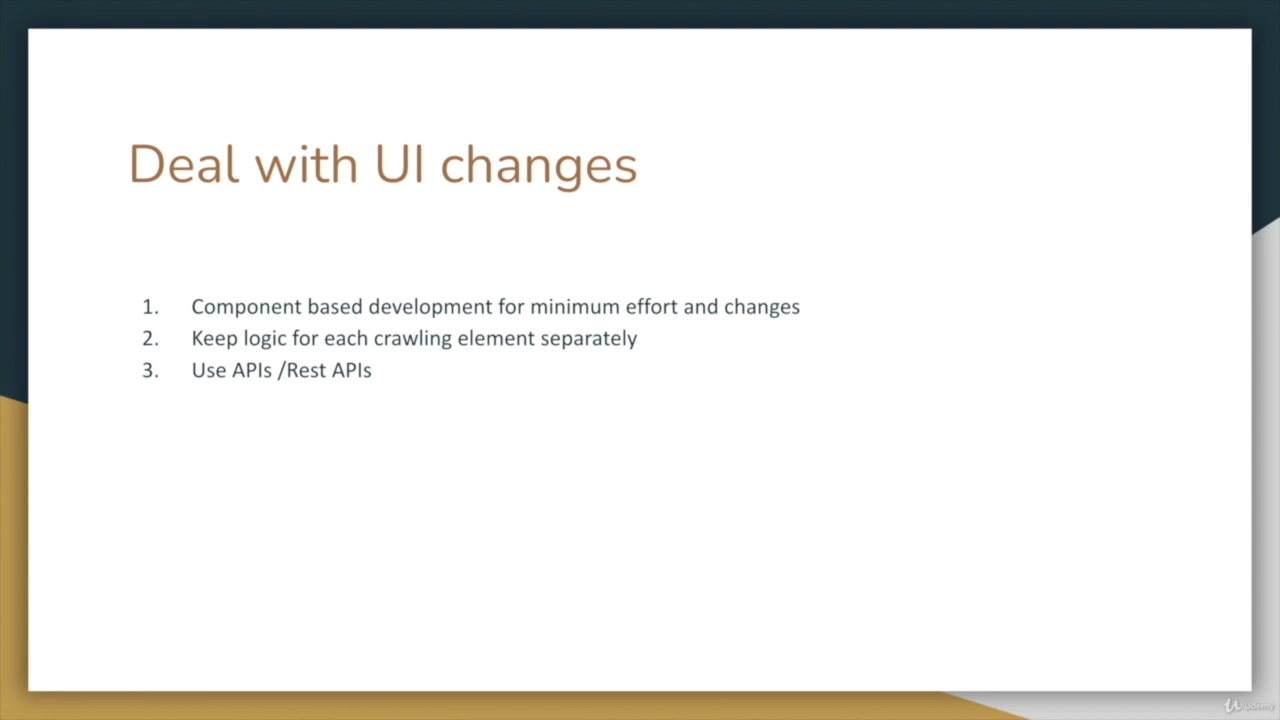 Deal with UI changes
1. Component based development for minimum effort and changes
2. Keep logic for each crawling element separately
3. Use APIs /Rest APIs
Udemy